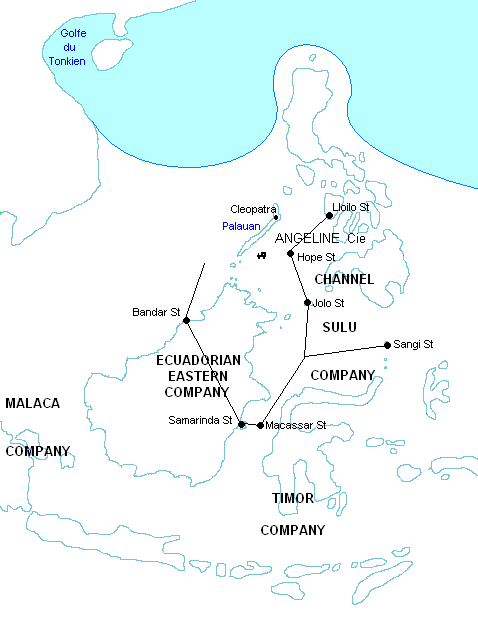 Golfe
du
Tonkien
Cleopatra
Lloilo St
Palauan
ANGELINE Cie
Hope St
CHANNEL
Jolo St
Bandar St
SULU
Sangi St
ECUADORIAN
EASTERN
COMPANY
COMPANY
MALACA
Samarinda St
Macassar St
COMPANY
TIMOR
COMPANY